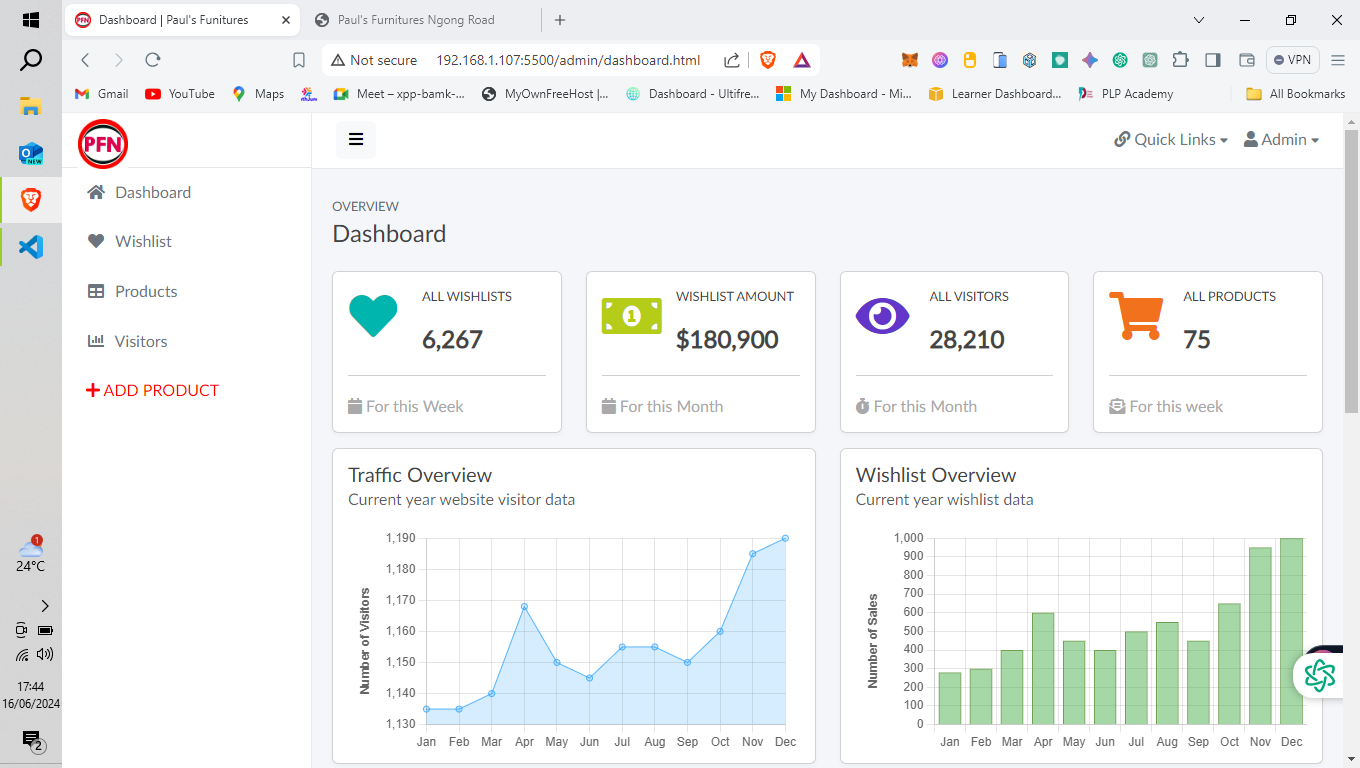 Dashboard | Paul's Funitures
Paul's Furnitures Ngong Road
Not secure
192.168.1.107:5500/admin/dashboard.html
VPN
Gmail
YouTube
Maps
Meet – xpp-bamk-...
MyOwnFreeHost |...
Dashboard - Ultifre...
My Dashboard - Mi...
Learner Dashboard...
PLP Academy
All Bookmarks
PFN
Quick Links
Admin
Dashboard
Wishlist
Products
Visitors
ADD PRODUCT
OVERVIEW
Dashboard
ALL WISHLISTS
6,267
For this Week
WISHLIST AMOUNT
$180,900
For this Month
ALL VISITORS
28,210
For this Month
ALL PRODUCTS
75
For this week
Traffic Overview
Current year website visitor data
1,190
1,180
1,170
1,160
1,150
1,140
1,130
Number of Visitors
Jan Feb Mar Apr May Jun Jul Aug Sep Oct Nov Dec
Wishlist Overview
Current year wishlist data
1,000
900
800
700
600
500
400
300
200
100
0
Number of Sales
Jan Feb Mar Apr May Jun Jul Aug Sep Oct Nov Dec
1
24°C
17:44
16/06/2024
2